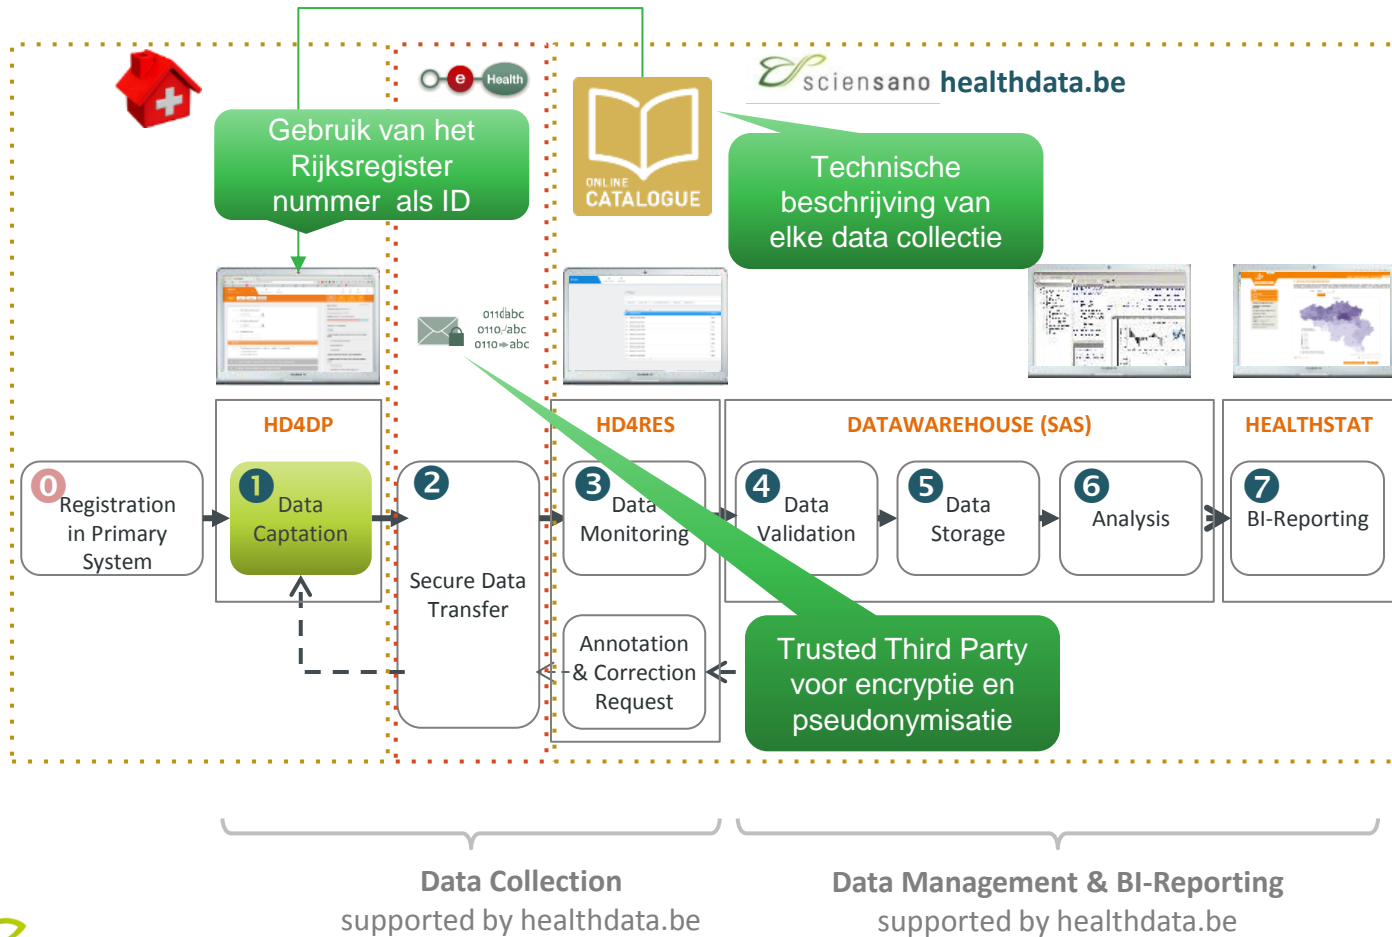 e Health
sciensano healthdata.be
Gebruik van het
Rijksregister
nummer als ID
ONLINE
CATALOGUE
Technische
beschrijving van
elke data collectie
0110abc
0110/abc
0110➡abc
HD4DP
HD4RES
DATAWAREHOUSE (SAS)
HEALTHSTAT
0
Registration
in Primary
System
1
Data
Captation
2
Secure Data
Transfer
3
Data
Monitoring
4
Data
Validation
5
Data
Storage
6
Analysis
7
BI-Reporting
Annotation
& Correction
Request
Trusted Third Party
voor encryptie en
pseudonymisatie
Data Collection
supported by healthdata.be
Data Management & BI-Reporting
supported by healthdata.be